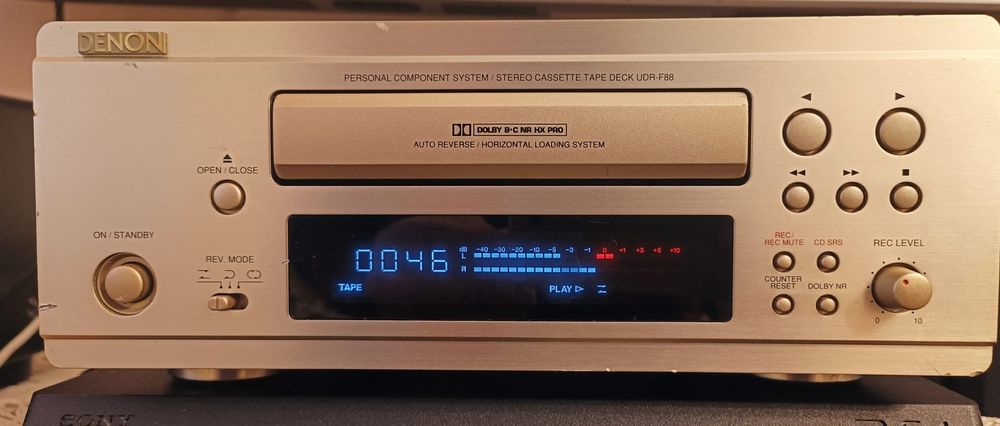 DENON
PERSONAL COMPONENT SYSTEM / STEREO CASSETTE TAPE DECK UDR-F88
DOLBY B·C NR HX PRO
AUTO REVERSE / HORIZONTAL LOADING SYSTEM
OPEN / CLOSE
ON / STANDBY
REV. MODE
dB -40 -30 -20 -10 -5 -3 -1 0 +1 +3 +5 +10
0046
L
R
TAPE
PLAY
REC/
REC MUTE
CD SRS
REC LEVEL
COUNTER
RESET
DOLBY NR
0 10
SONY